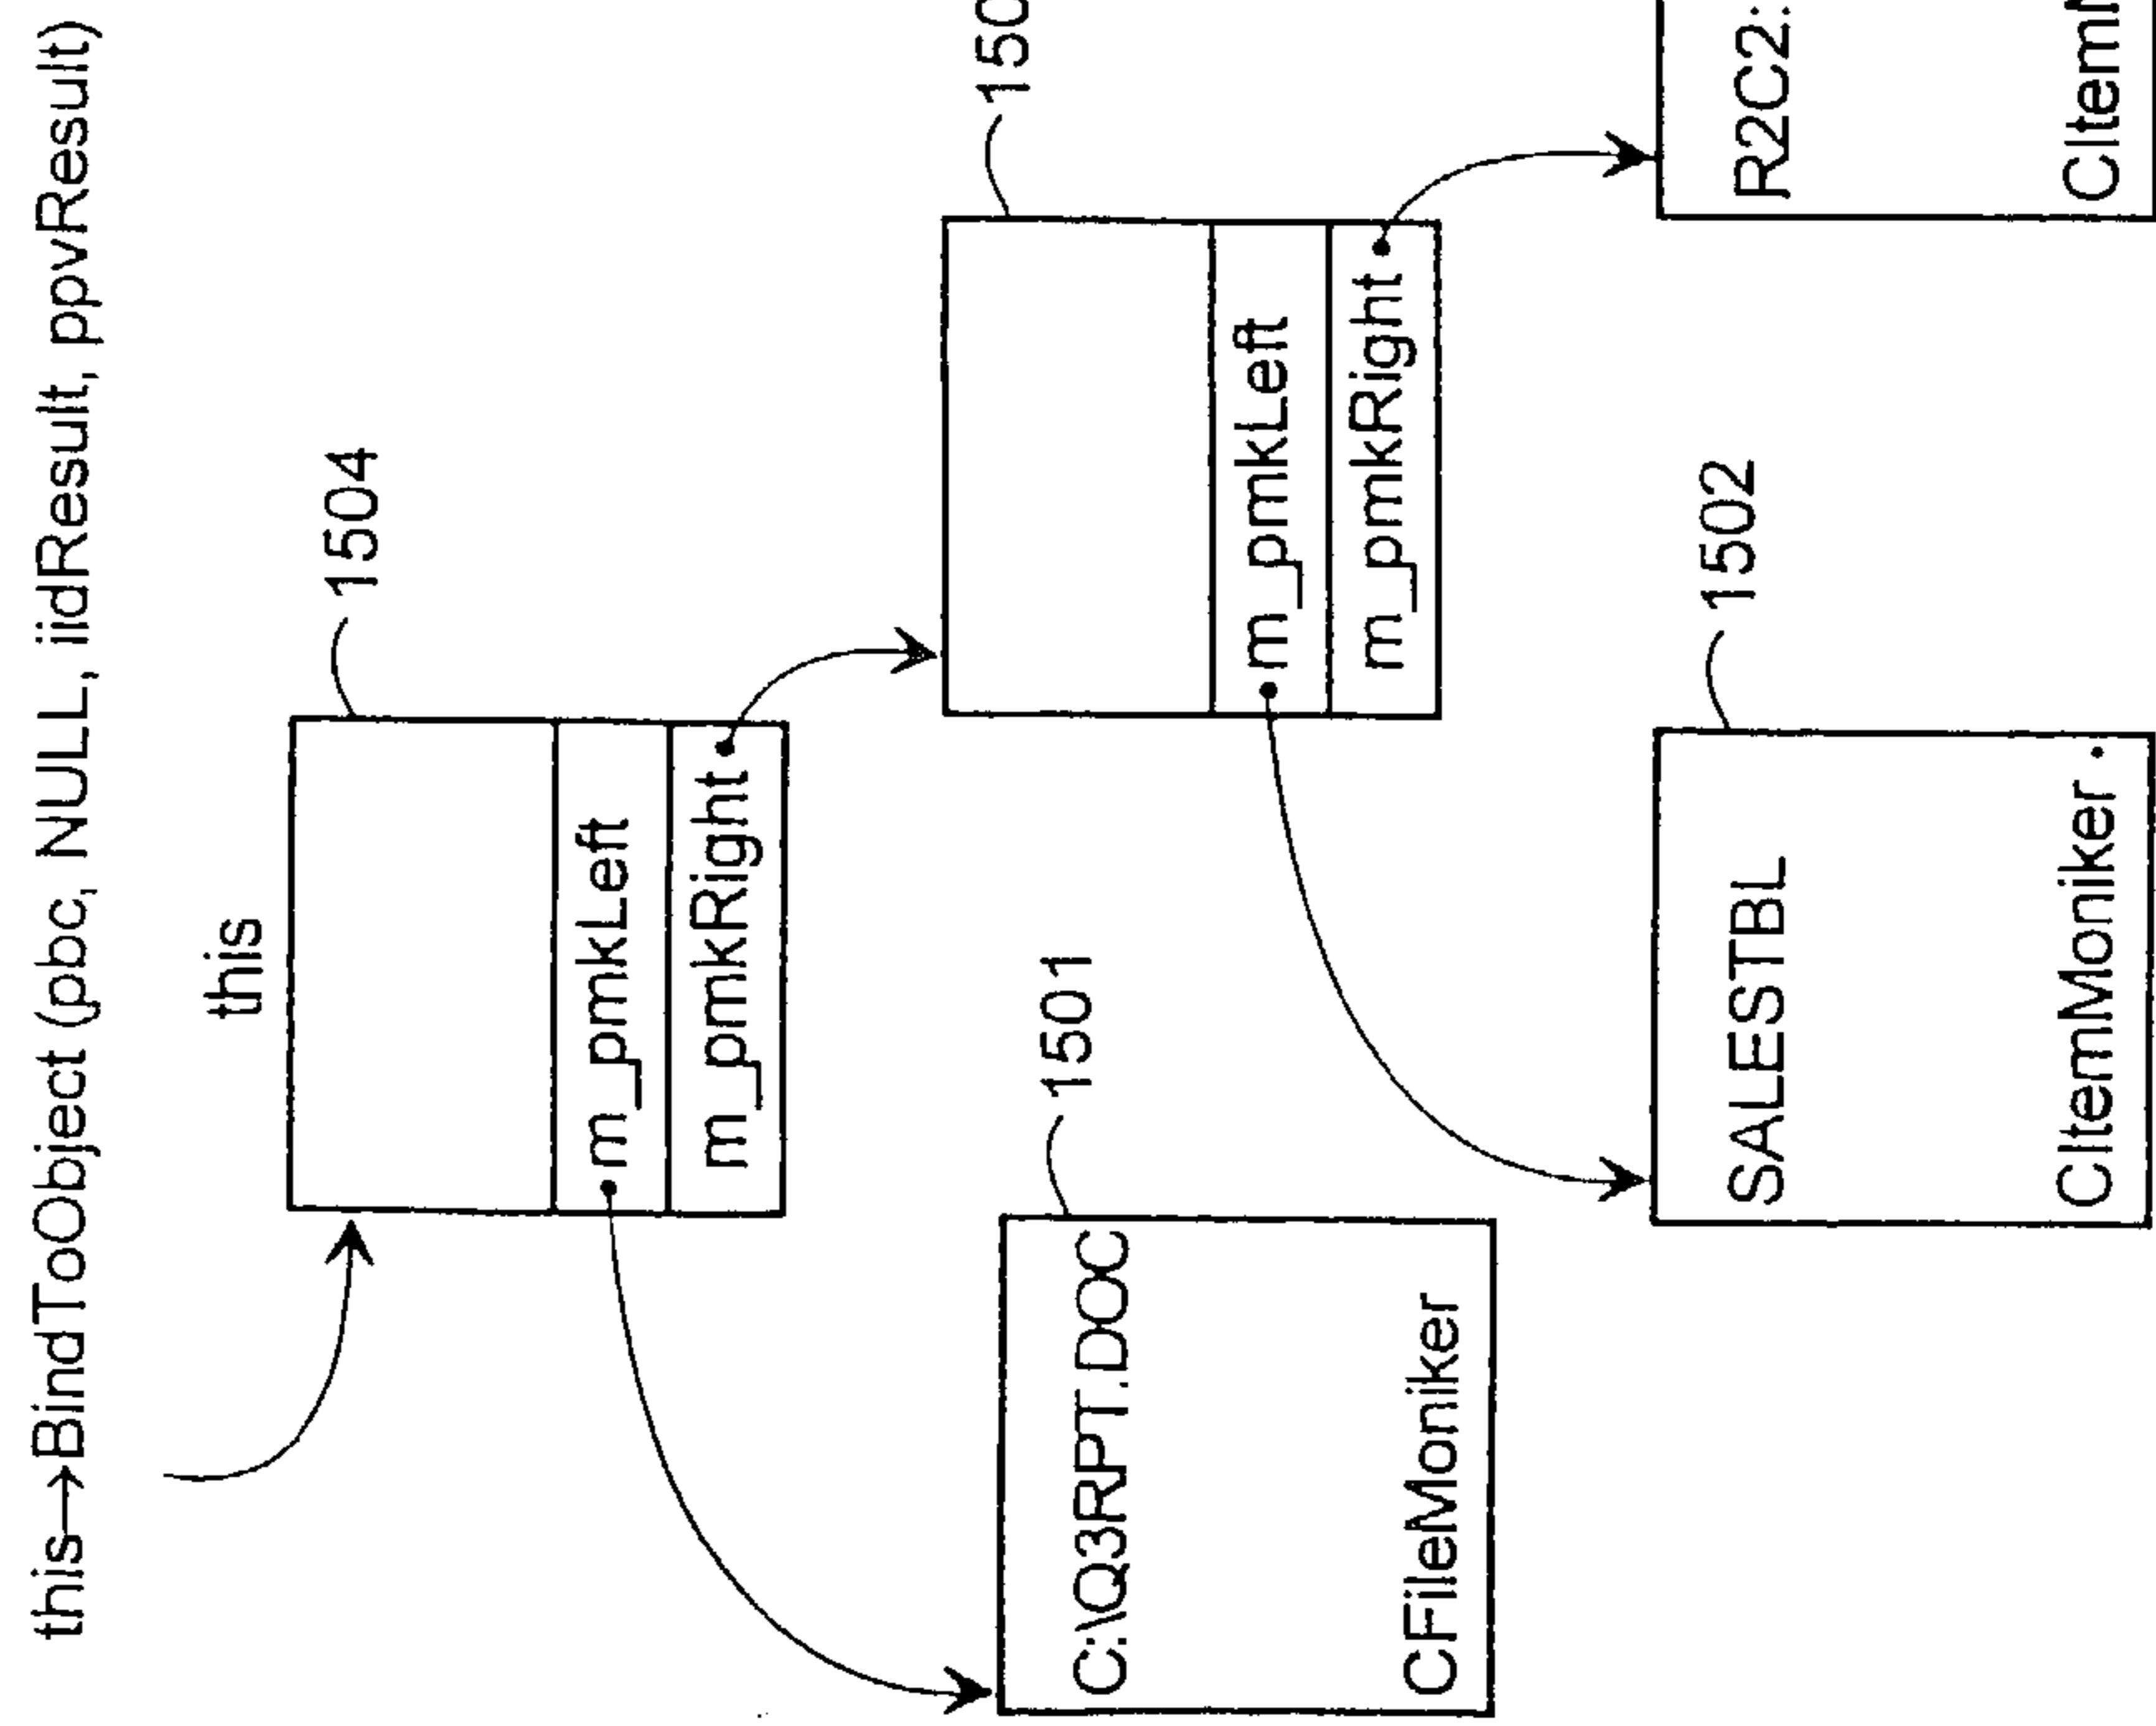 this→BindToObject (pbc, NULL, iidResult, ppvResult)
this
1504
m_pmkLeft
m_pmkRight
150
m_pmkLeft
m_pmkRight
1501
C:\Q3RPT.DOC
CFileMoniker
1502
SALESTBL
CItemMoniker
R2C2: